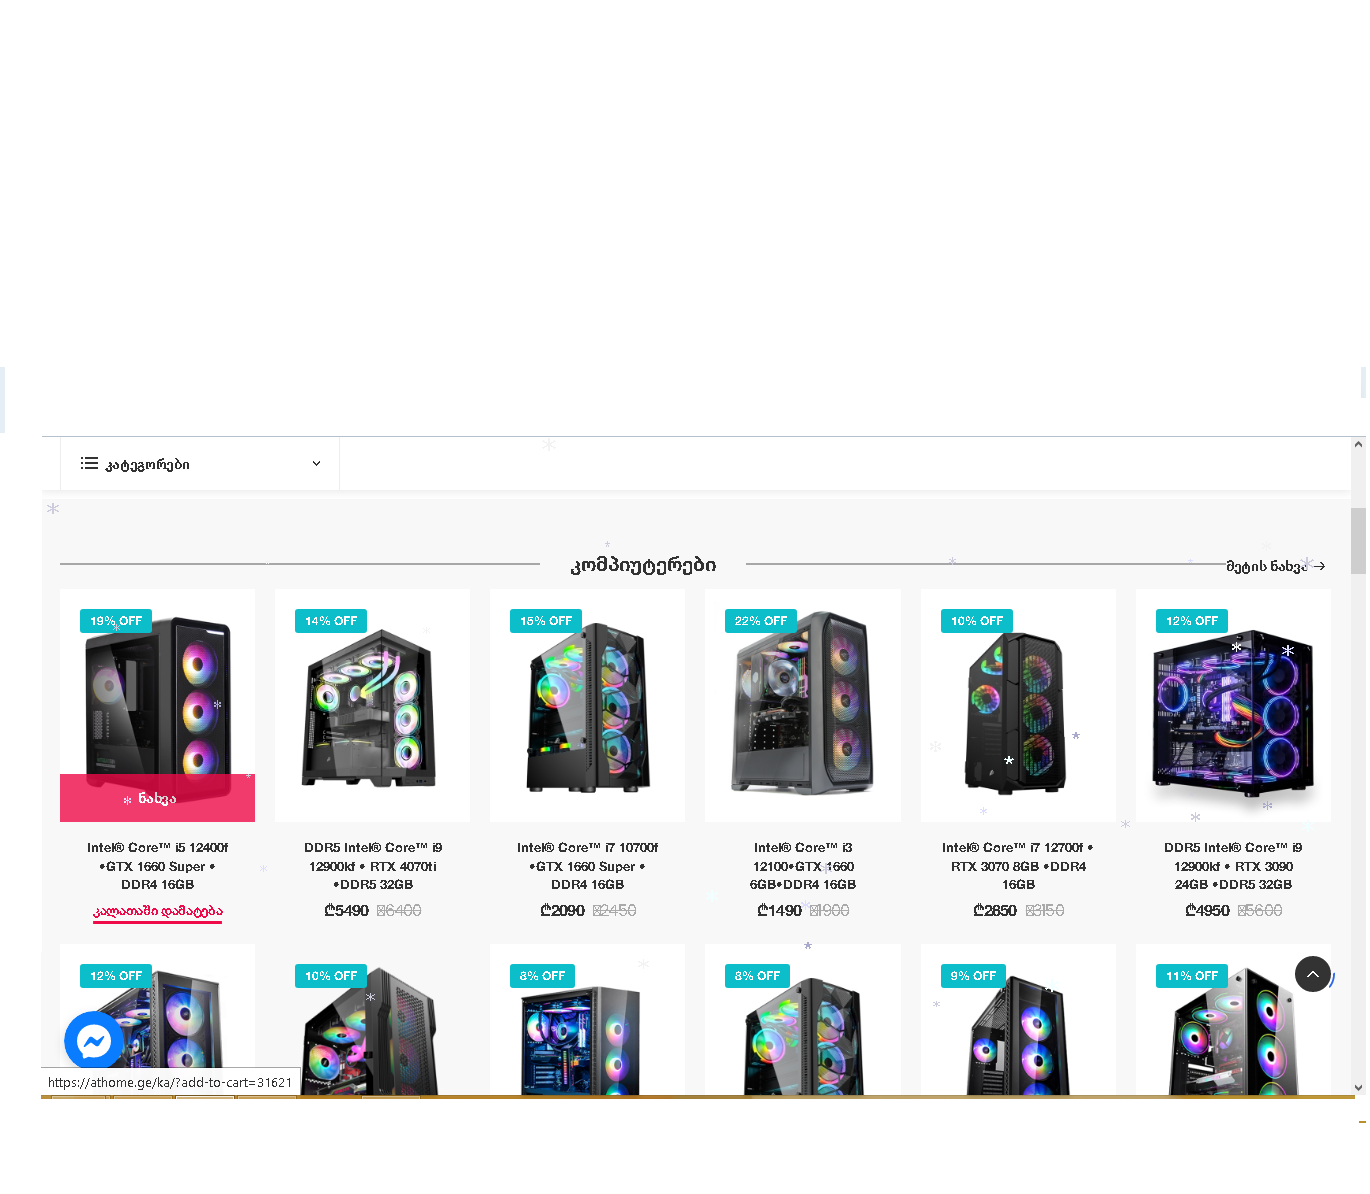 კატეგორები
კომპიუტერები
მეტის ნახვა →
19% OFF
14% OFF
15% OFF
22% OFF
10% OFF
12% OFF
ნახვა
Intel® Core™ i5 12400f
•GTX 1660 Super •
DDR4 16GB
კალათაში დამატება
DDR5 Intel® Core™ i9
12900kf • RTX 4070ti
•DDR5 32GB
₾5490 6400
Intel® Core™ i7 10700f
•GTX 1660 Super •
DDR4 16GB
₾2090 2450
Intel® Core™ i3
12100•GTX 1660
6GB•DDR4 16GB
₾1490 1900
Intel® Core™ i7 12700f •
RTX 3070 8GB •DDR4
16GB
₾2850 3150
DDR5 Intel® Core™ i9
12900kf • RTX 3090
24GB •DDR5 32GB
₾4950 5600
12% OFF
10% OFF
8% OFF
8% OFF
9% OFF
11% OFF
https://athome.ge/ka/?add-to-cart=31621